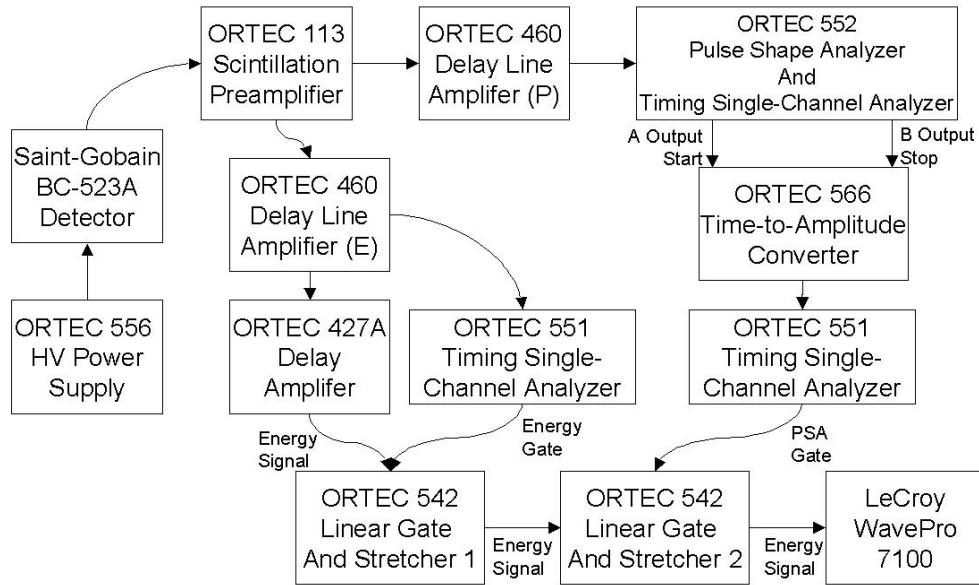 ORTEC 113
Scintillation
Preamplifier
ORTEC 460
Delay Line
Amplifer (P)
ORTEC 552
Pulse Shape Analyzer
And
Timing Single-Channel Analyzer
A Output
Start
B Output
Stop
Saint-Gobain
BC-523A
Detector
ORTEC 460
Delay Line
Amplifier (E)
ORTEC 566
Time-to-Amplitude
Converter
ORTEC 556
HV Power
Supply
ORTEC 427A
Delay
Amplifer
ORTEC 551
Timing Single-
Channel Analyzer
ORTEC 551
Timing Single-
Channel Analyzer
Energy
Signal
Energy
Gate
PSA
Gate
ORTEC 542
Linear Gate
And Stretcher 1
Energy
Signal
ORTEC 542
Linear Gate
And Stretcher 2
Energy
Signal
LeCroy
WavePro
7100